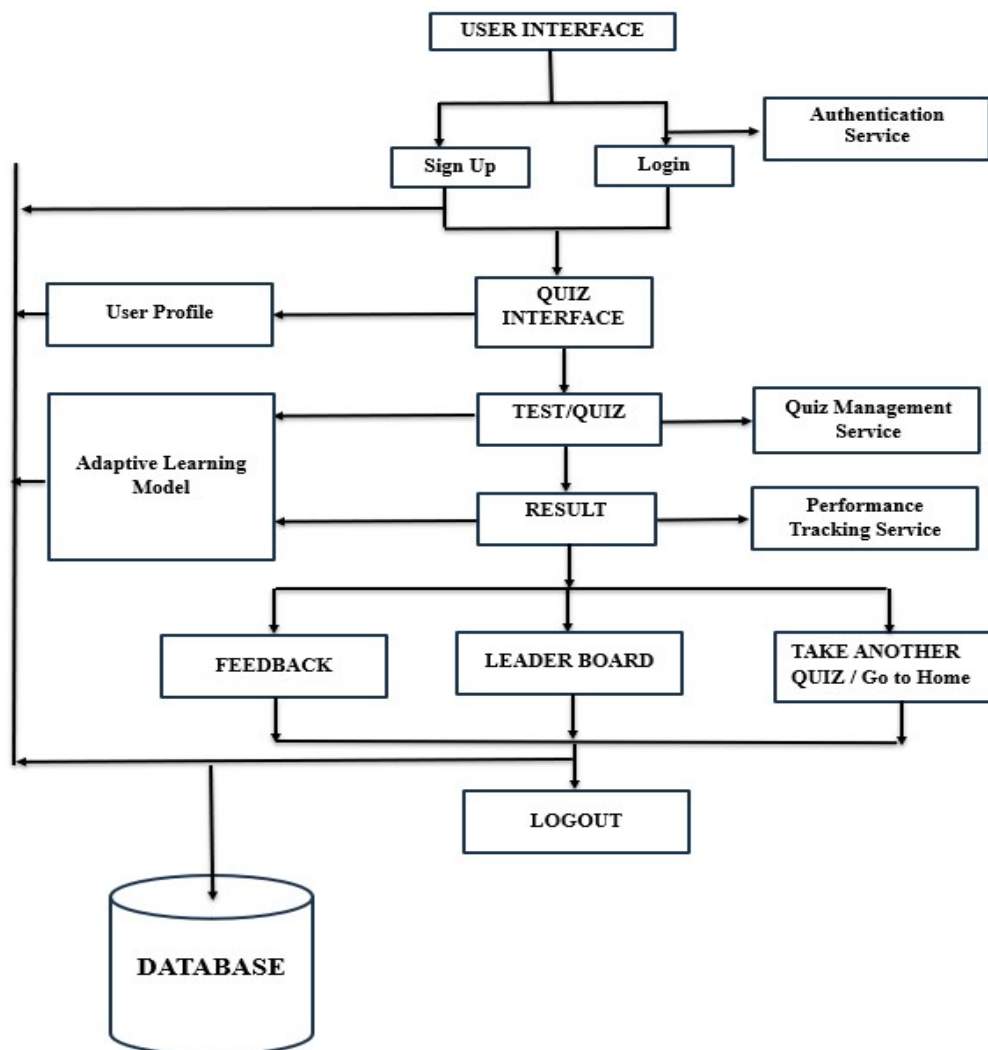 USER INTERFACE
Authentication
Service
Sign Up
Login
User Profile
QUIZ
INTERFACE
Adaptive Learning
Model
TEST/QUIZ
Quiz Management
Service
RESULT
Performance
Tracking Service
FEEDBACK
LEADER BOARD
TAKE ANOTHER
QUIZ / Go to Home
LOGOUT
DATABASE